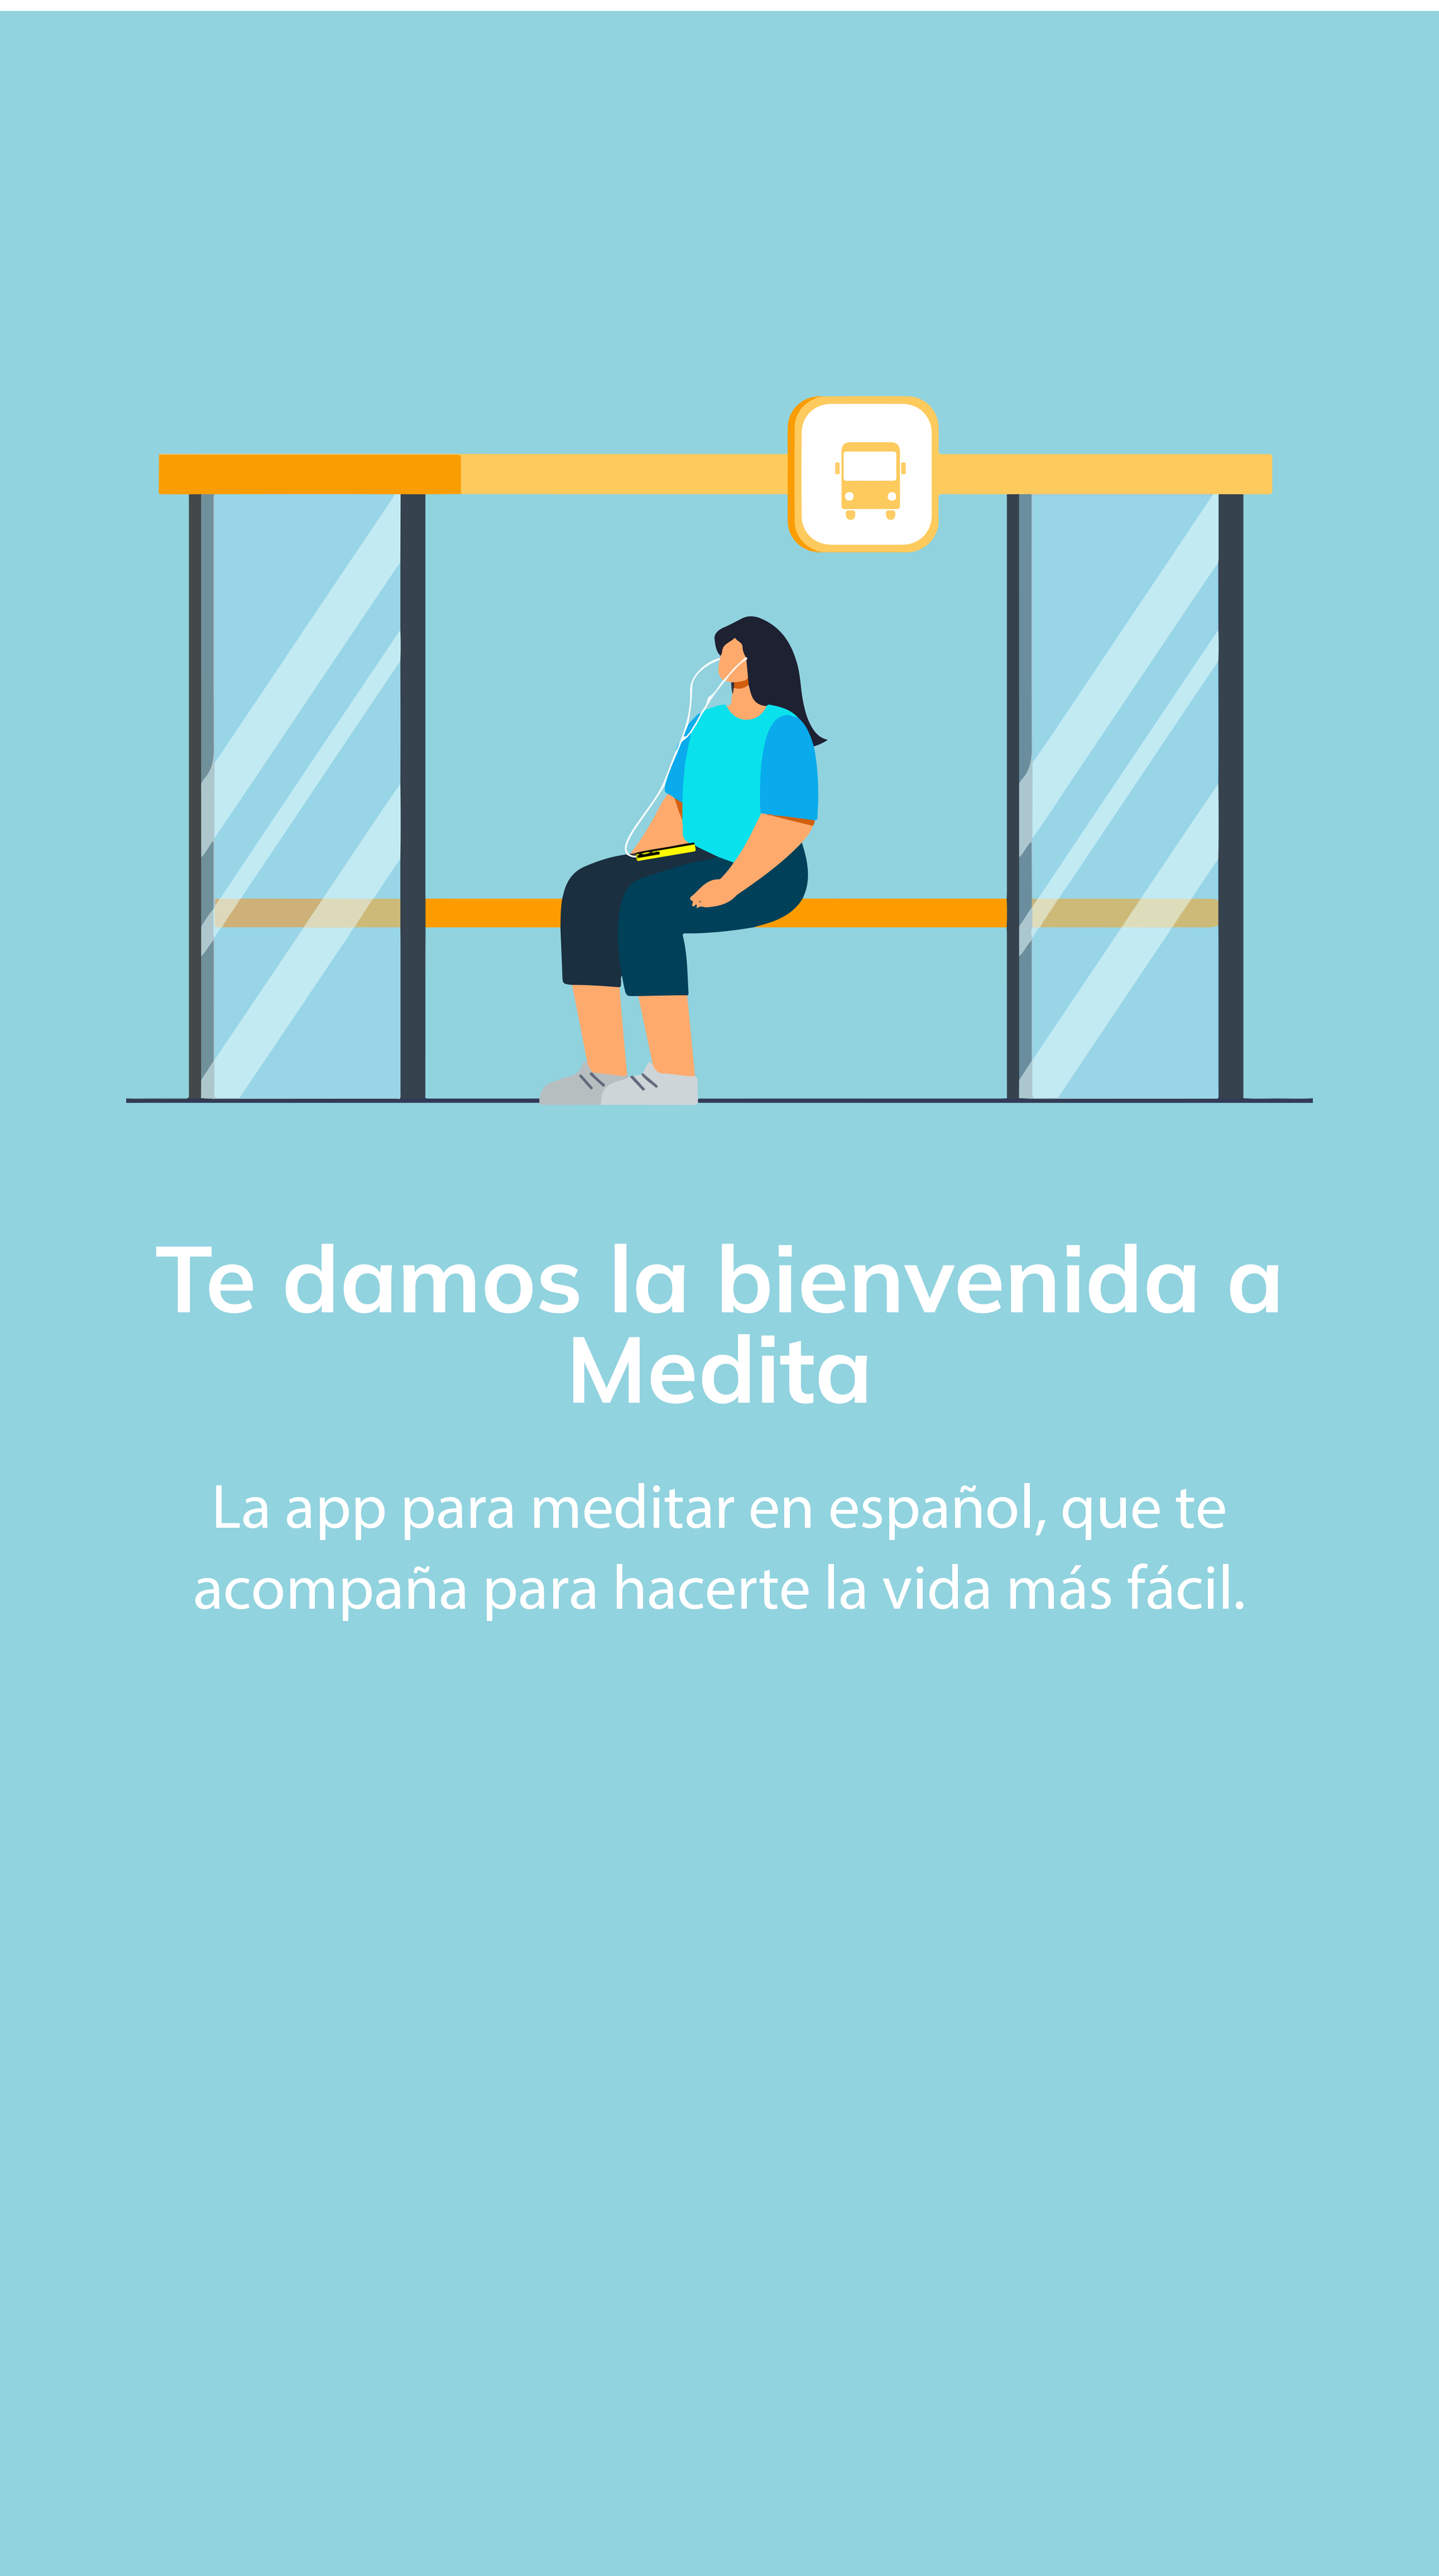 Te damos la bienvenida a
Medita
La app para meditar en español, que te
acompaña para hacerte la vida más fácil.